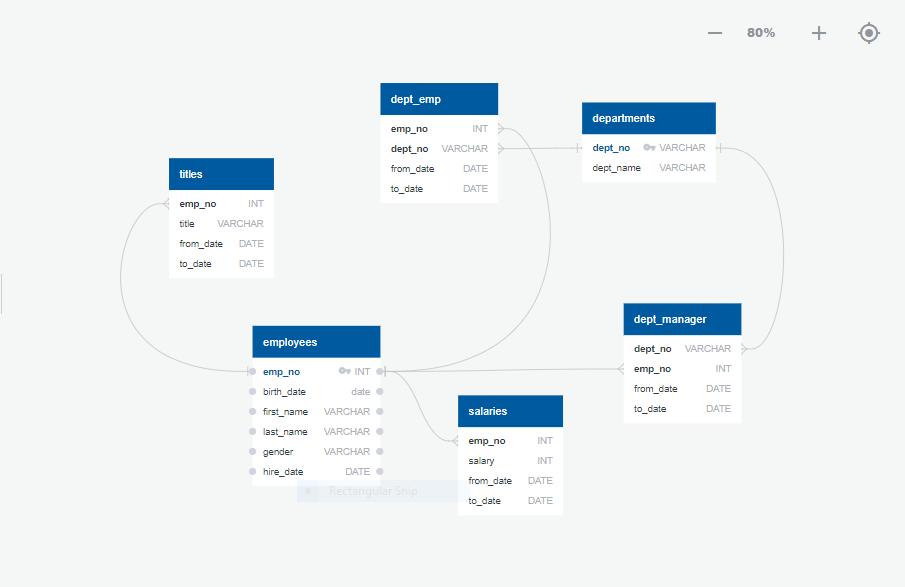 80%
dept_emp
emp_no INT
dept_no VARCHAR
from_date DATE
to_date DATE
departments
dept_no VARCHAR
dept_name VARCHAR
titles
emp_no INT
title VARCHAR
from_date DATE
to_date DATE
employees
emp_no INT
birth_date date
first_name VARCHAR
last_name VARCHAR
gender VARCHAR
hire_date DATE
Rectangular Snip
dept_manager
dept_no VARCHAR
emp_no INT
from_date DATE
to_date DATE
salaries
emp_no INT
salary INT
from_date DATE
to_date DATE